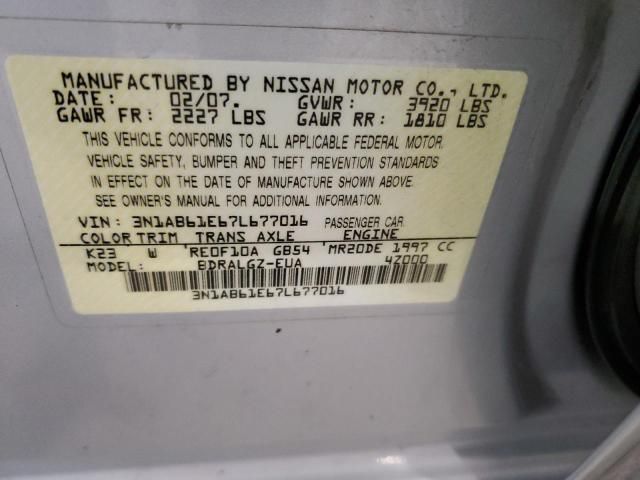 MANUFACTURED BY NISSAN MOTOR CO., LTD.
DATE: 02/07. GVWR: 3920 LBS
GAWR FR: 2227 LBS GAWR RR: 1810 LBS
THIS VEHICLE CONFORMS TO ALL APPLICABLE FEDERAL MOTOR.
VEHICLE SAFETY, BUMPER AND THEFT PREVENTION STANDARDS
IN EFFECT ON THE DATE OF MANUFACTURE SHOWN ABOVE.
SEE OWNER'S MANUAL FOR ADDITIONAL INFORMATION.
VIN: 3N1AB61E67L677016 PASSENGER CAR
COLOR TRIM TRANS AXLE ENGINE
K23 W 'RE0F10A GB54 'MR20DE 1997 CC
MODEL: BDRALGZ-EUA 4Z000
3N1AB61E67L677016